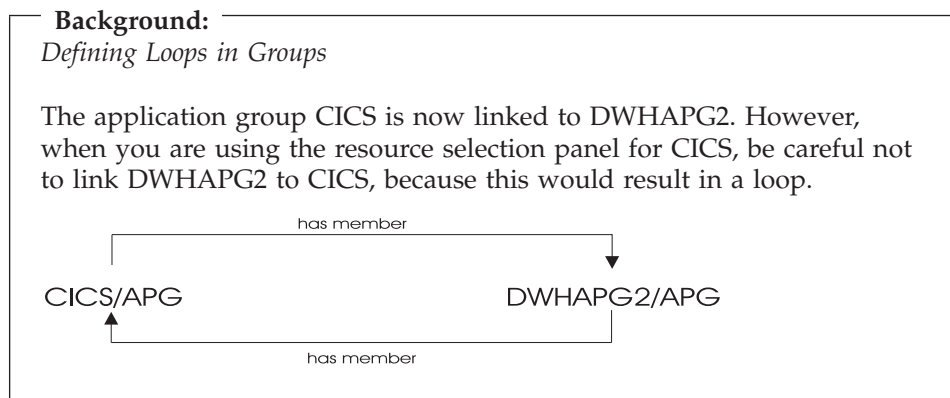 Background:
Defining Loops in Groups
The application group CICS is now linked to DWHAPG2. However,
when you are using the resource selection panel for CICS, be careful not
to link DWHAPG2 to CICS, because this would result in a loop.
has member
CICS/APG DWHAPG2/APG
has member